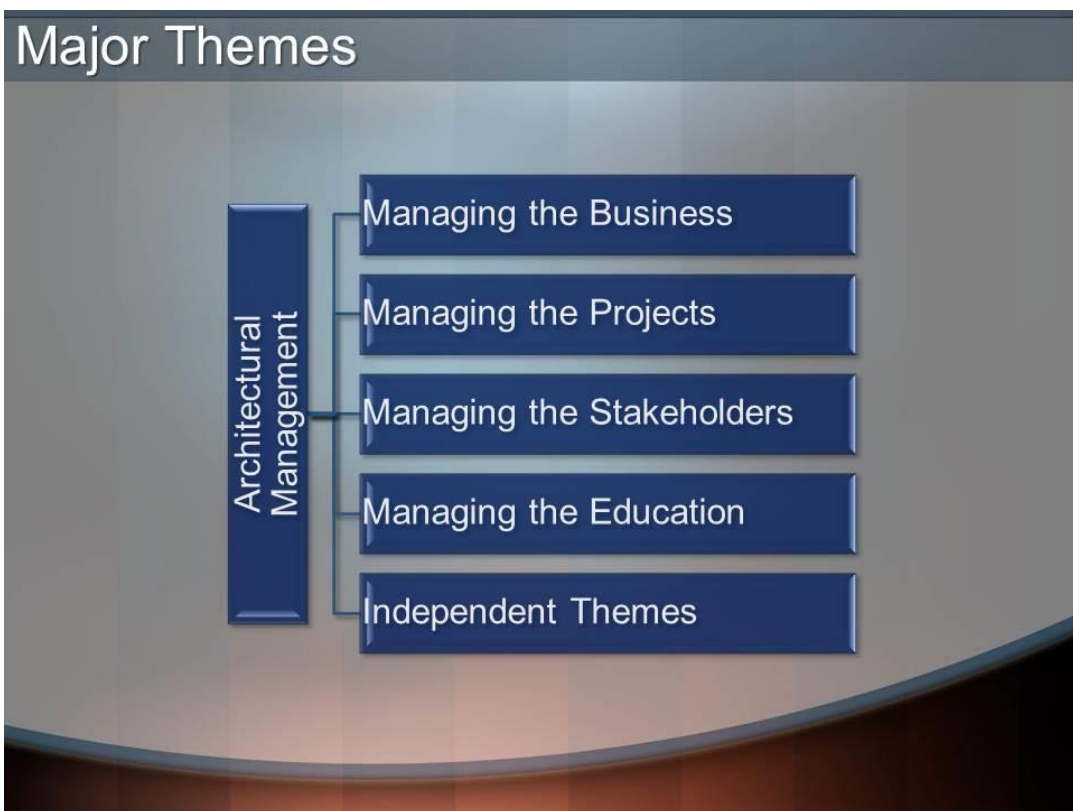 Major Themes
Architectural
Management
Managing the Business
Managing the Projects
Managing the Stakeholders
Managing the Education
Independent Themes